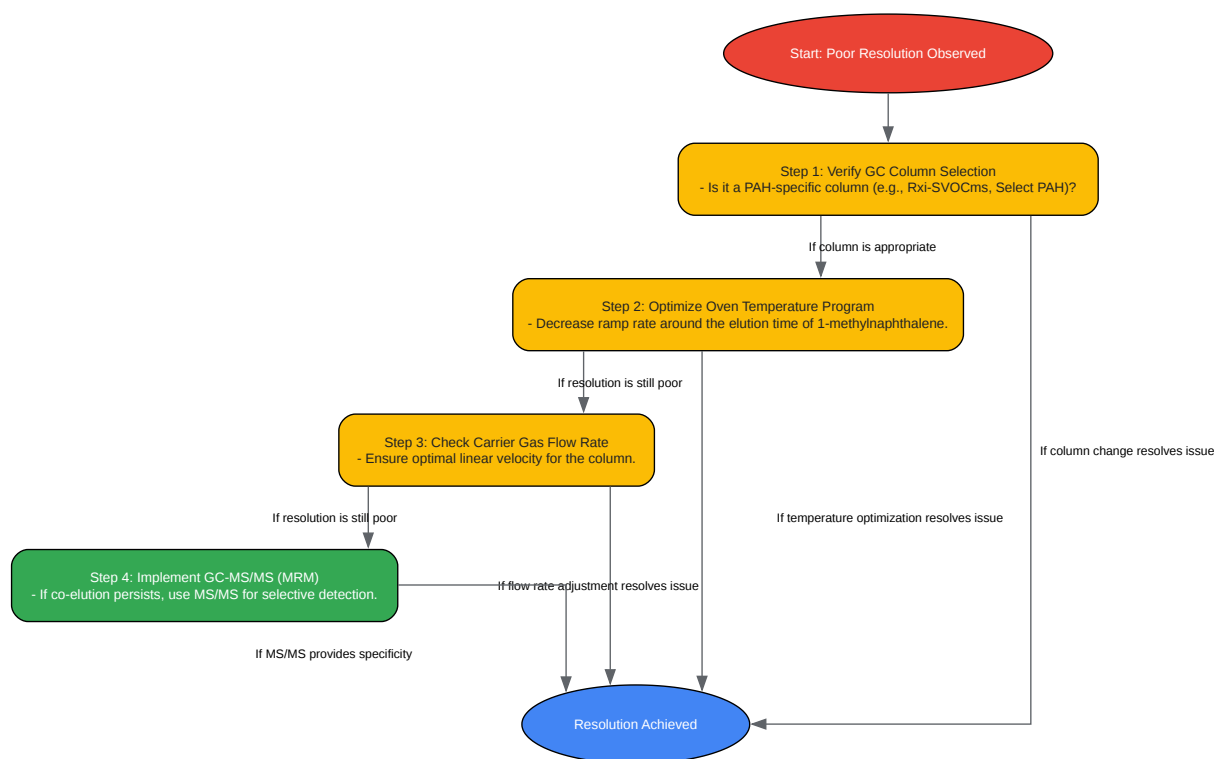 Start: Poor Resolution Observed
Step 1: Verify GC Column Selection
- Is it a PAH-specific column (e.g., Rxi-SVOCms, Select PAH)?
If column is appropriate
Step 2: Optimize Oven Temperature Program
- Decrease ramp rate around the elution time of 1-methylnaphthalene.
If resolution is still poor
Step 3: Check Carrier Gas Flow Rate
- Ensure optimal linear velocity for the column.
If column change resolves issue
If resolution is still poor
If temperature optimization resolves issue
Step 4: Implement GC-MS/MS (MRM)
- If co-elution persists, use MS/MS for selective detection.
If flow rate adjustment resolves issue
If MS/MS provides specificity
Resolution Achieved